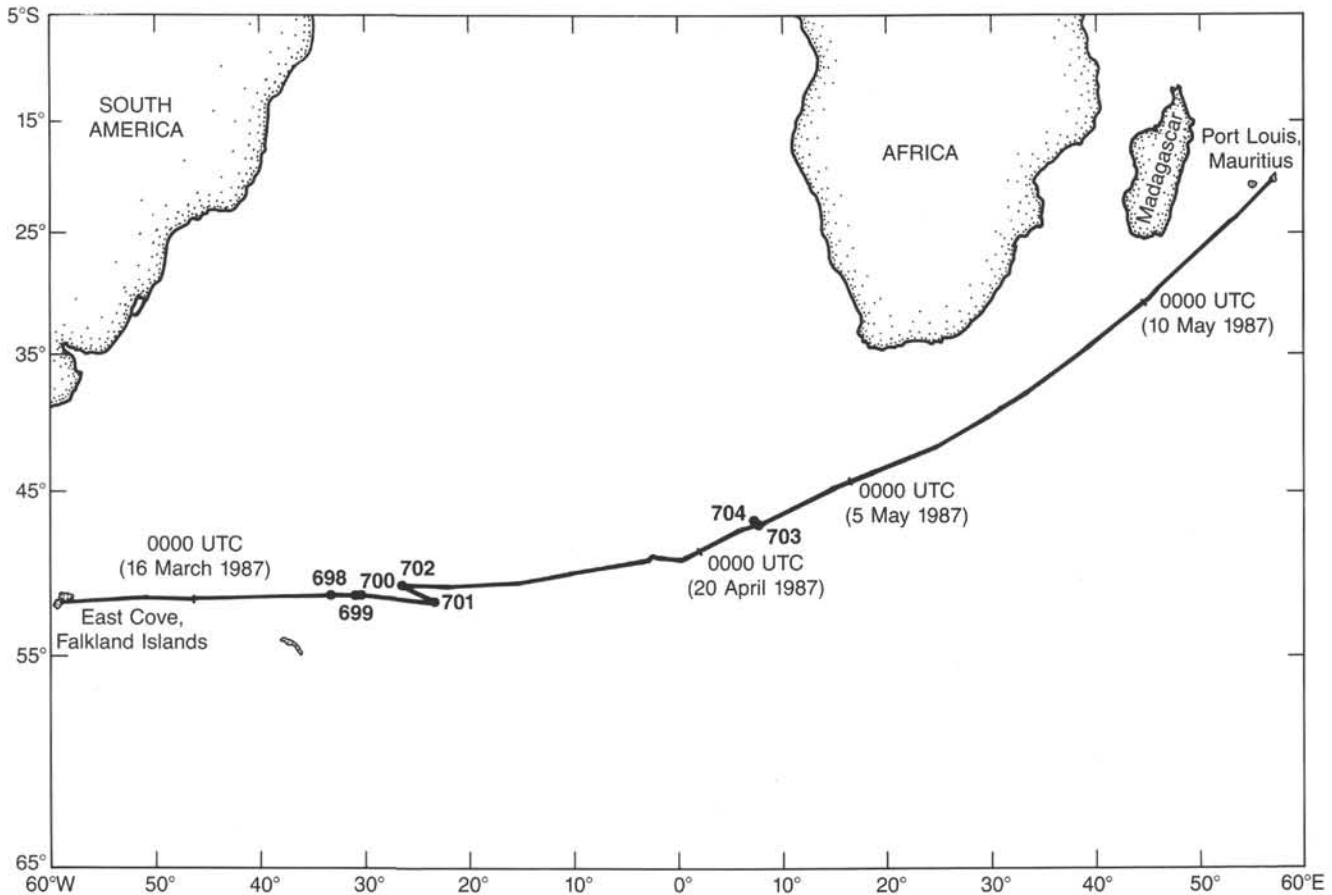 5°S
SOUTH
AMERICA
15°
AFRICA
Madagascar
Port Louis,
Mauritius
25°
0000 UTC
(10 May 1987)
35°
45°
0000 UTC
(5 May 1987)
704
703
0000 UTC
(16 March 1987)
0000 UTC
(20 April 1987)
698
700
702
699
701
East Cove,
Falkland Islands
55°
65°
60°W 50° 40° 30° 20° 10° 0° 10° 20° 30° 40° 50° 60°E